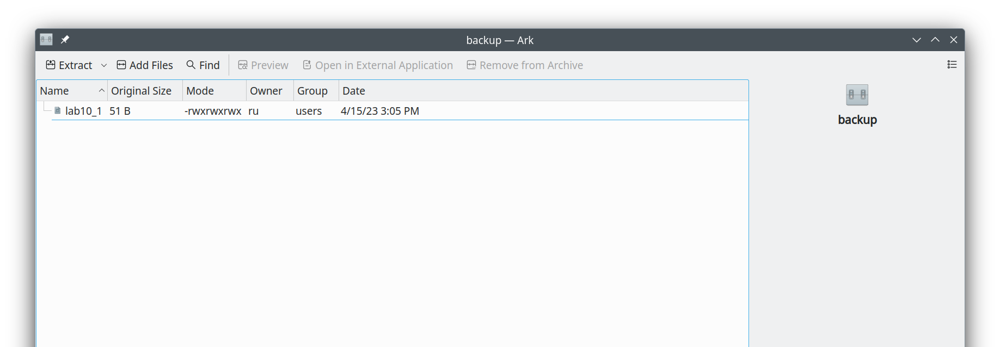 backup — Ark
Extract Add Files Find Preview Open in External Application Remove from Archive
Name Original Size Mode Owner Group Date
lab10_1 51 B -rwxrwxrwx ru users 4/15/23 3:05 PM
backup